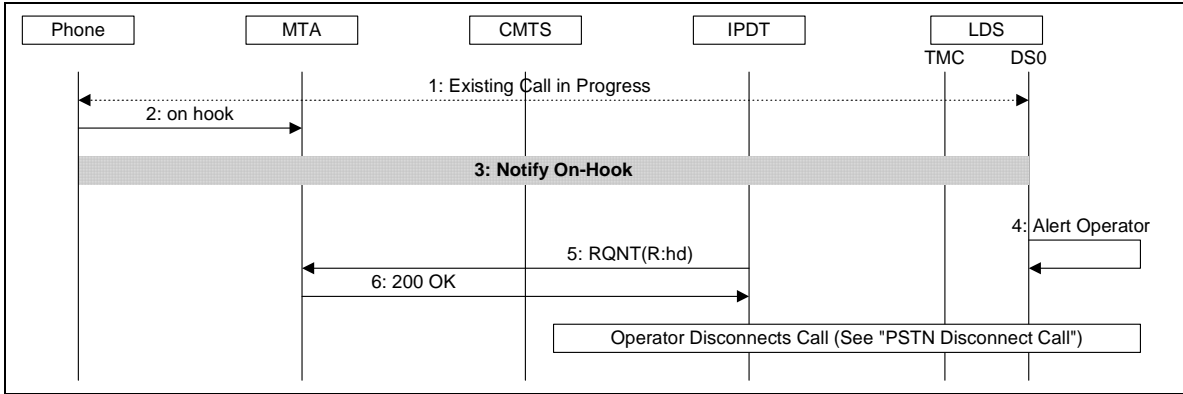 Phone
MTA
CMTS
IPDT
LDS
TMC
DS0
1: Existing Call in Progress
2: on hook
3: Notify On-Hook
4: Alert Operator
5: RQNT(R:hd)
6: 200 OK
Operator Disconnects Call (See "PSTN Disconnect Call")